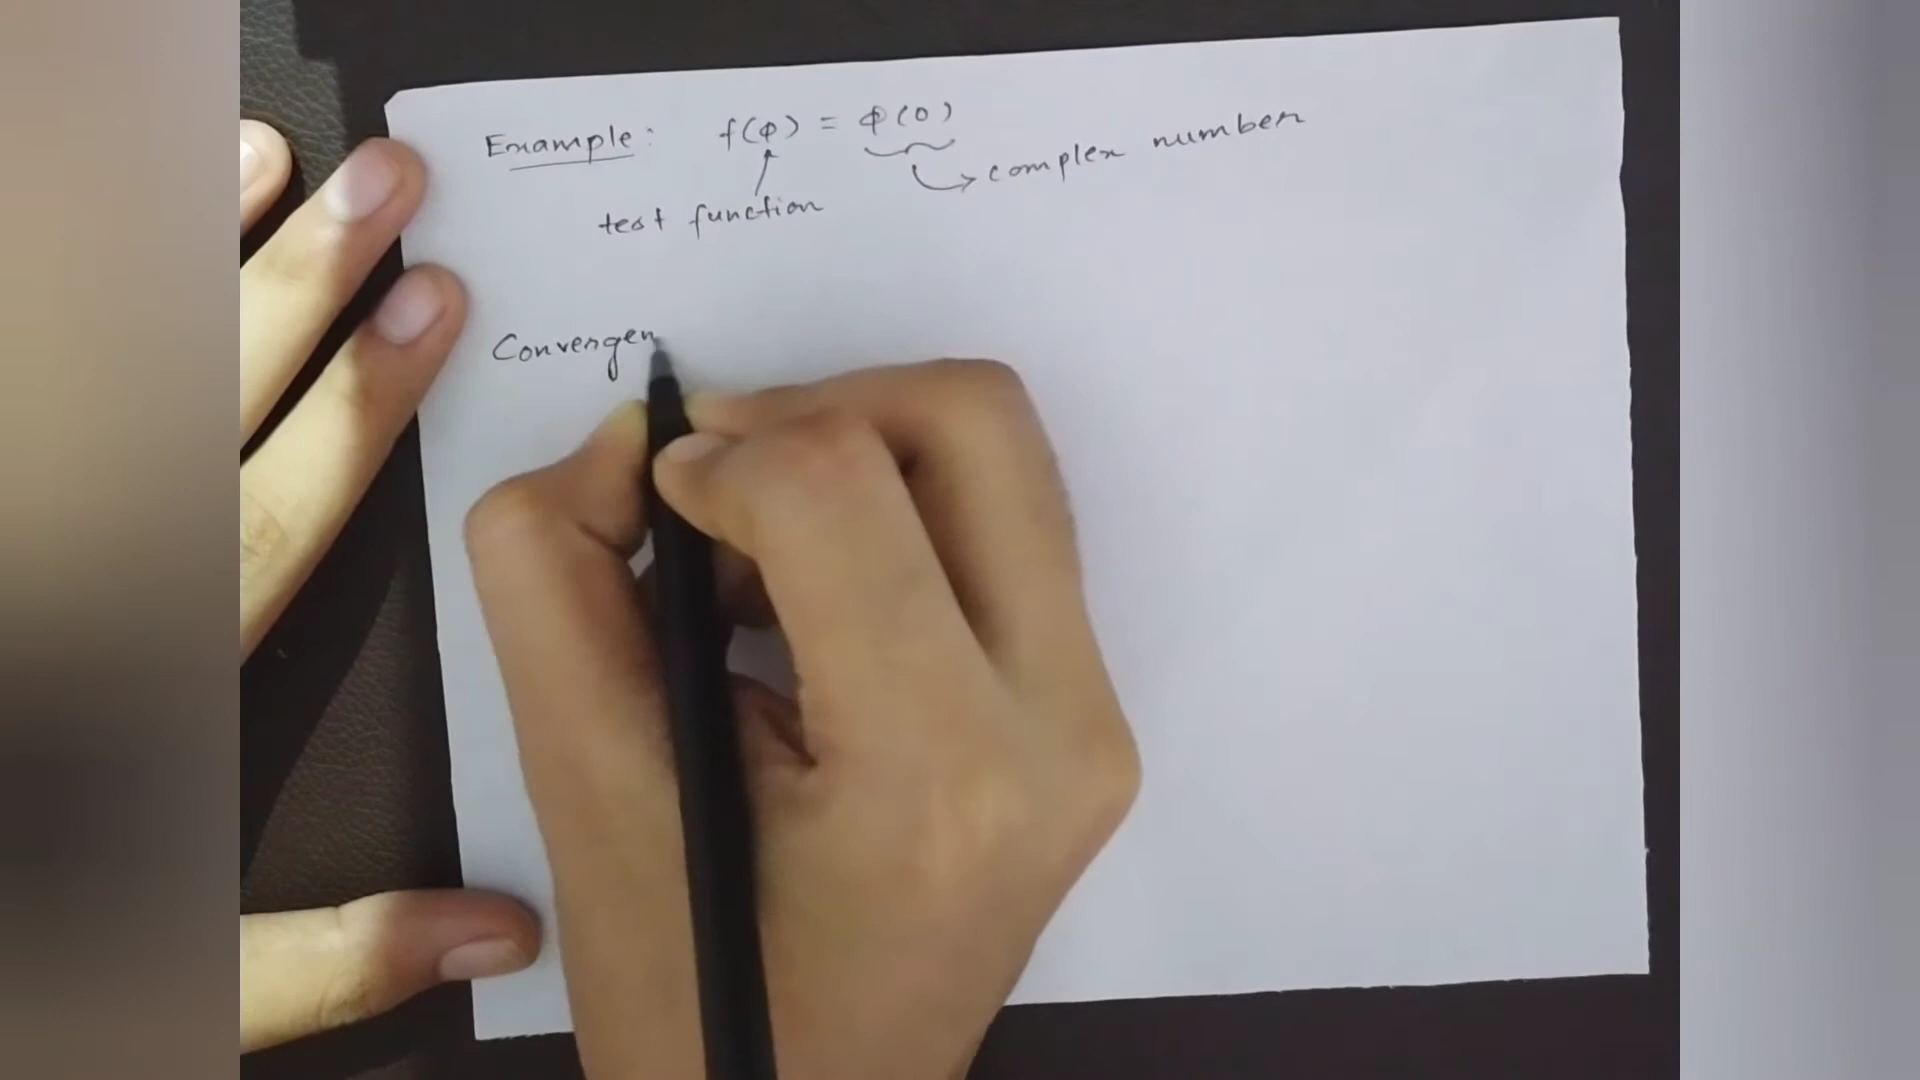 Example: f(φ) = φ(0)
complex number
test function
Convergen